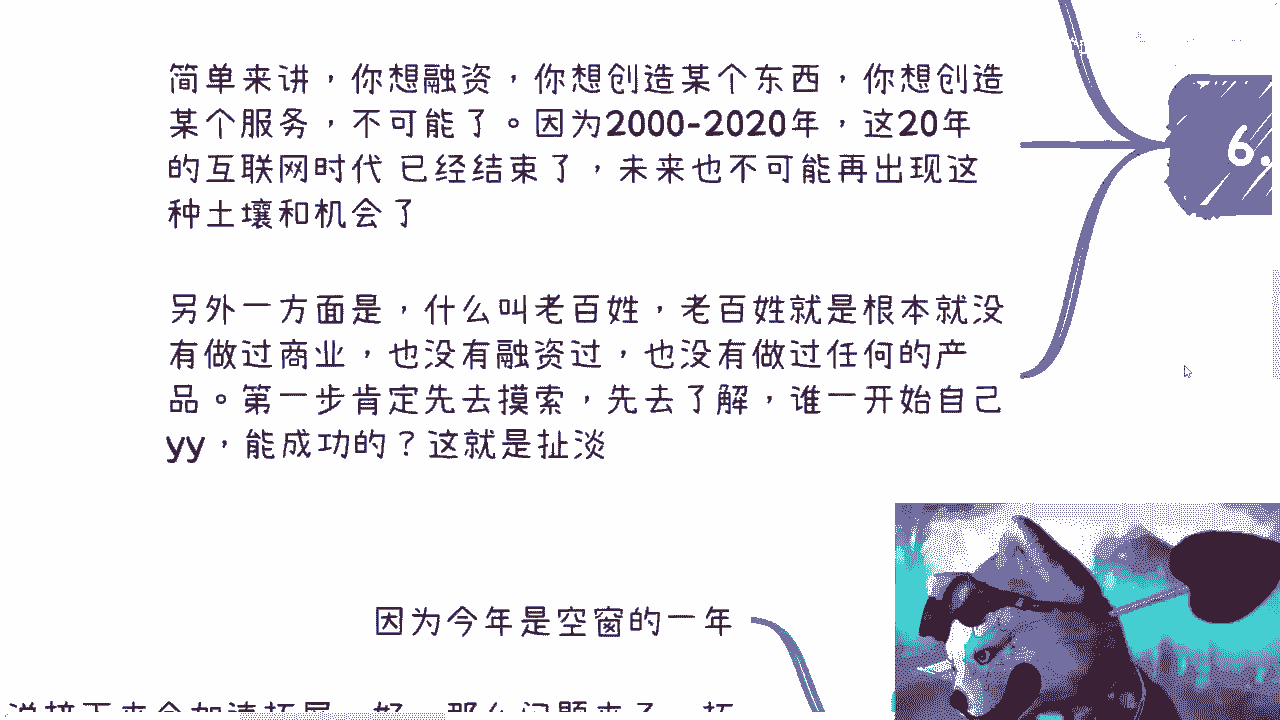 简单来讲，你想融资，你想创造某个东西，你想创造
某个服务，不可能了。因为2000-2020年，这20年
的互联网时代 已经结束了，未来也不可能再出现这
种土壤和机会了
6.
另外一方面是，什么叫老百姓，老百姓就是根本就没
有做过商业，也没有融资过，也没有做过任何的产
品。第一步肯定先去摸索，先去了解，谁一开始自己
yy，能成功的？这就是扯淡
因为今年是空窗的一年